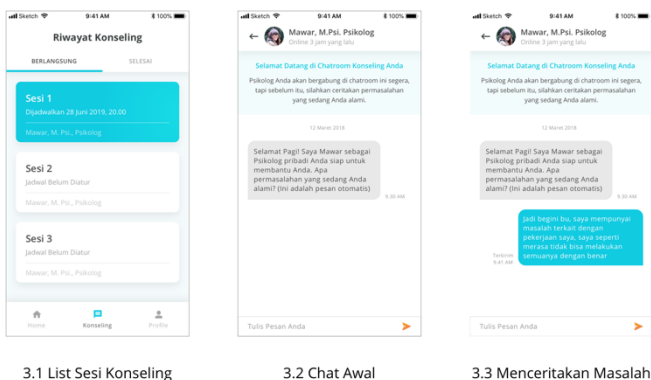 Sketch 9:41 AM 100%
Riwayat Konseling
BERLANGSUNG SELESAI
Sesi 1
Dijadwalkan 28 Juni 2019, 20.00
Mawar, M. Psi., Psikolog
Sesi 2
Jadwal Belum Diatur
Mawar, M. Psi., Psikolog
Sesi 3
Jadwal Belum Diatur
Mawar, M. Psi., Psikolog
Home Konseling Profile
3.1 List Sesi Konseling
Sketch 9:41 AM 100%
Mawar, M.Psi. Psikolog
Online 3 jam yang lalu
Selamat Datang di Chatroom Konseling Anda
Psikolog Anda akan bergabung di chatroom ini segera,
tapi sebelum itu, silahkan ceritakan permasalahan
yang sedang Anda alami.
12 Maret 2018
Selamat Pagi! Saya Mawar sebagai
Psikolog pribadi Anda siap untuk
membantu Anda. Apa
permasalahan yang sedang Anda
alami? (Ini adalah pesan otomatis)
9.30 AM
Tulis Pesan Anda
3.2 Chat Awal
Sketch 9:41 AM 100%
Mawar, M.Psi. Psikolog
Online 3 jam yang lalu
Selamat Datang di Chatroom Konseling Anda
Psikolog Anda akan bergabung di chatroom ini segera,
tapi sebelum itu, silahkan ceritakan permasalahan
yang sedang Anda alami.
12 Maret 2018
Selamat Pagi! Saya Mawar sebagai
Psikolog pribadi Anda siap untuk
membantu Anda. Apa
permasalahan yang sedang Anda
alami? (Ini adalah pesan otomatis)
9.30 AM
Jadi begini bu, saya mempunyai
masalah terkait dengan
pekerjaan saya, saya seperti
merasa tidak bisa melakukan
semuanya dengan benar
Terkirim
9.41 AM
Tulis Pesan Anda
3.3 Menceritakan Masalah